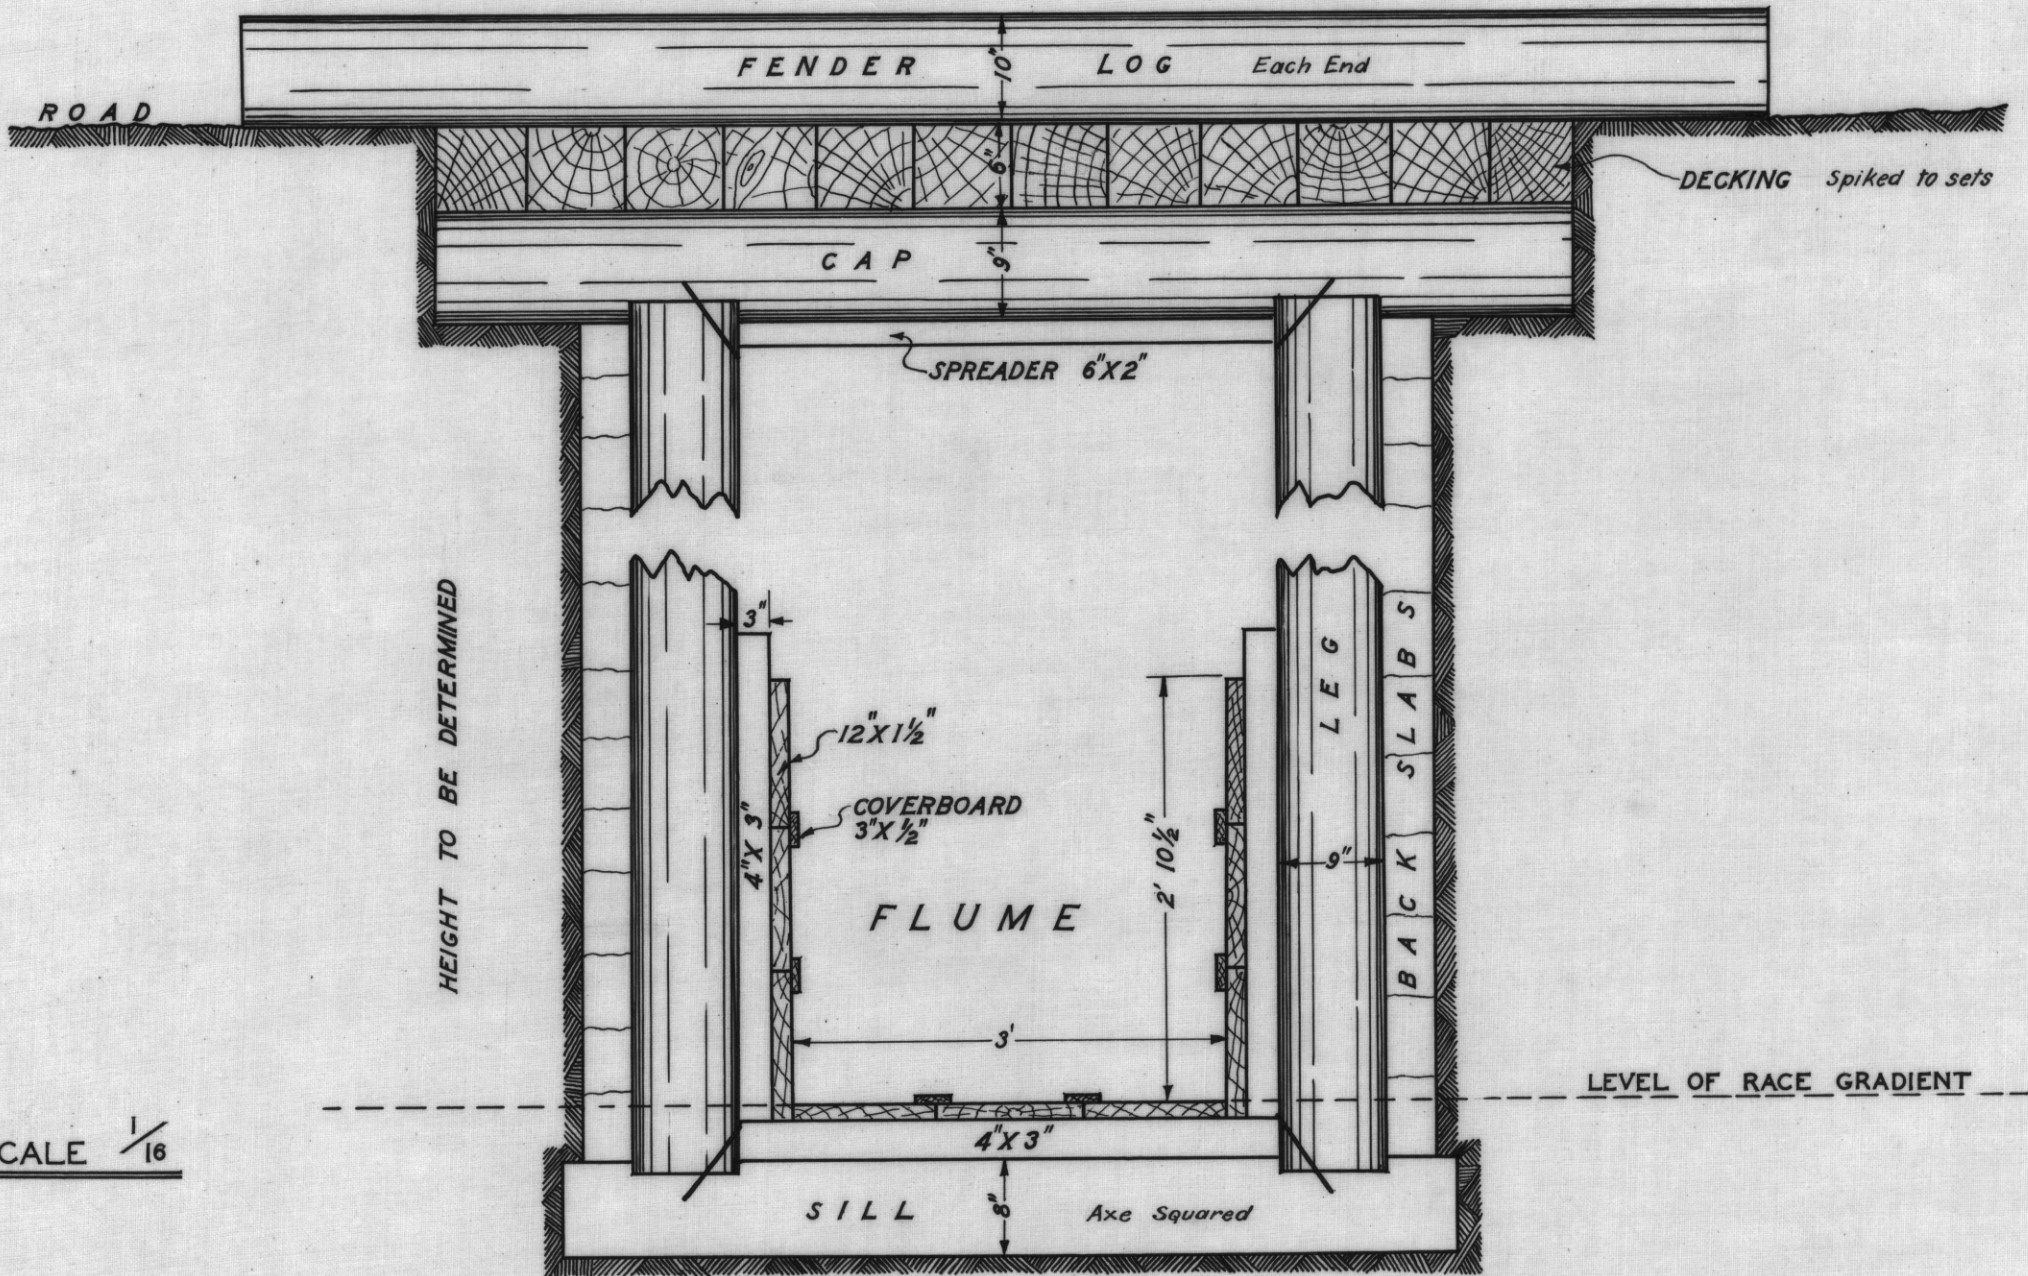 FENDER LOG Each End
10"
ROAD
6"
DECKING Spiked to sets
CAP
9"
SPREADER 6"X2"
HEIGHT TO BE DETERMINED
3"
12"X1½"
COVERBOARD
3"X½"
4"X3"
2' 10½"
LEG
9"
BACK SLABS
FLUME
3'
LEVEL OF RACE GRADIENT
4"X3"
CALE 1/16
SILL
8"
Axe Squared